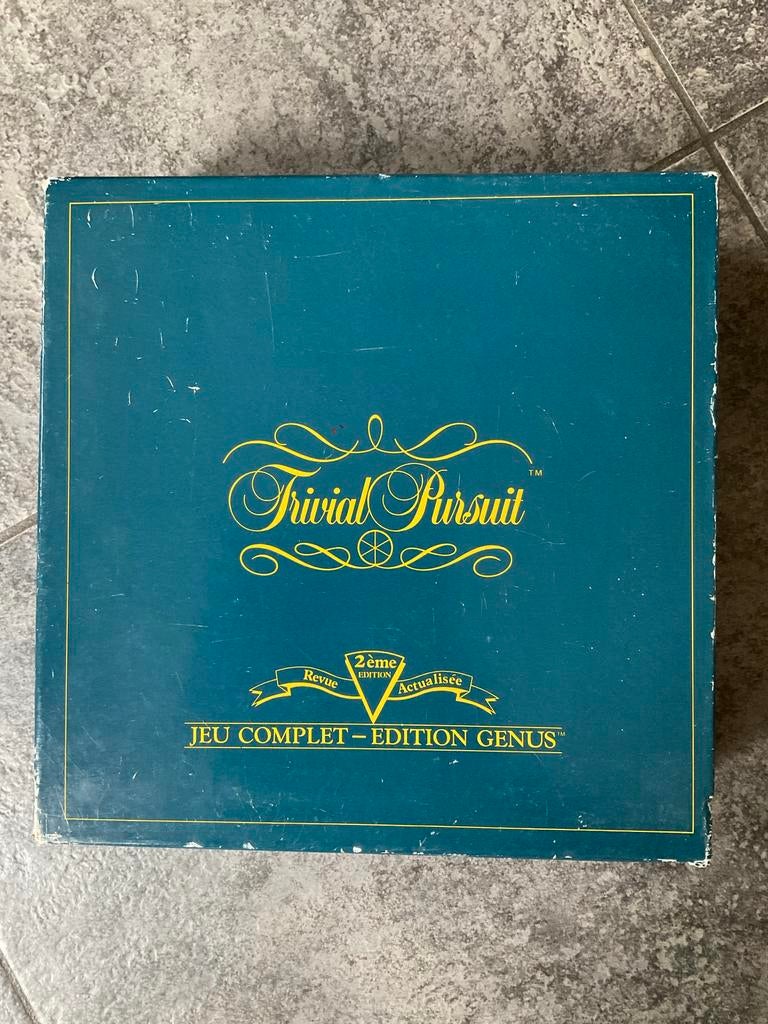 Trivial Pursuit™
2ème
EDITION
Revue Actualisée
JEU COMPLET – EDITION GENUS™